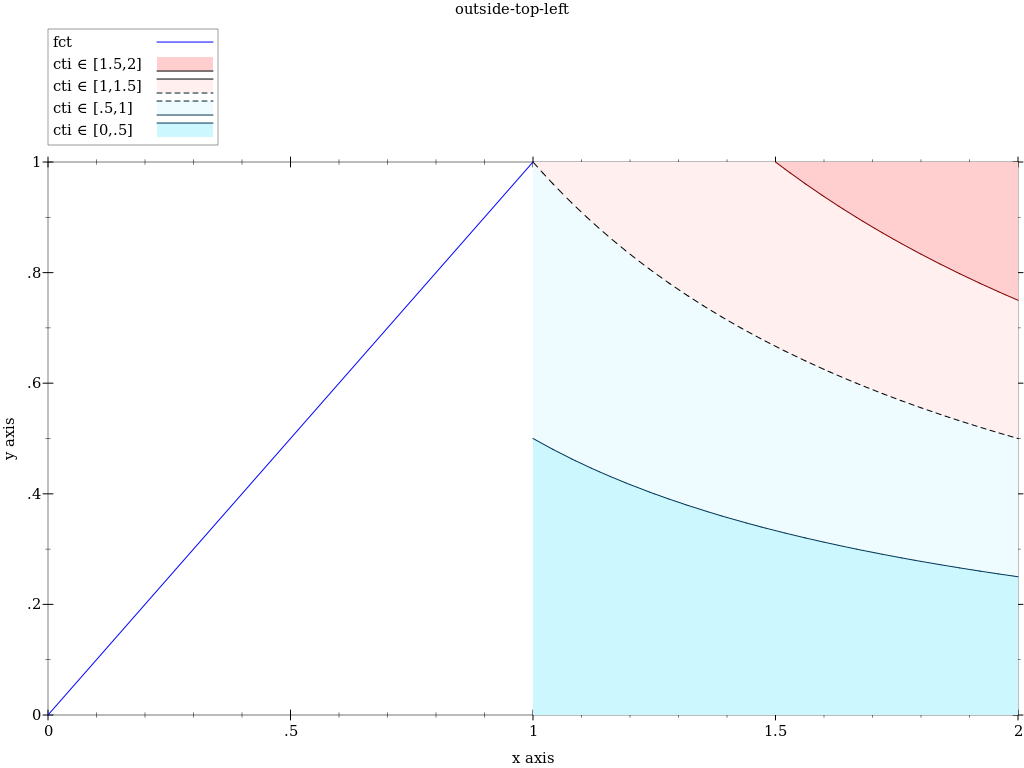 outside-top-left
fct
cti ∈ [1.5,2]
cti ∈ [1,1.5]
cti ∈ [.5,1]
cti ∈ [0,.5]
1
.8
.6
.4
.2
0
y axis
0 .5 1 1.5 2
x axis